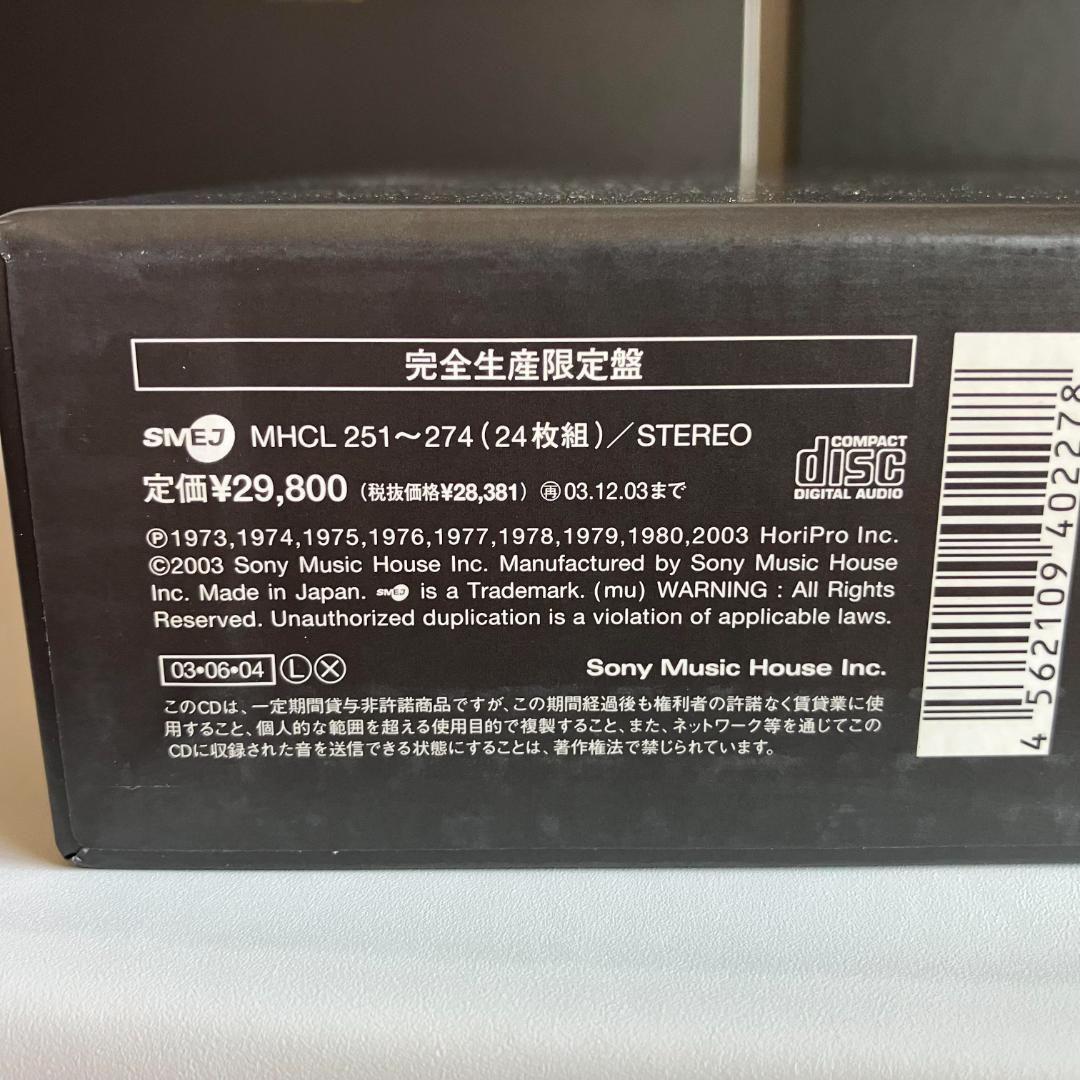 完全生産限定盤
SMEJ MHCL 251〜274(24枚組)／STEREO
COMPACT
disc
DIGITAL AUDIO
定価¥29,800(税抜価格¥28,381)㊢03.12.03まで
Ⓟ1973,1974,1975,1976,1977,1978,1979,1980,2003 HoriPro Inc.
©2003 Sony Music House Inc. Manufactured by Sony Music House
Inc. Made in Japan. SMEJ is a Trademark. (mu) WARNING : All Rights
Reserved. Unauthorized duplication is a violation of applicable laws.
03•06•04 Ⓛ Ⓧ
Sony Music House Inc.
このCDは、一定期間貸与非許諾商品ですが、この期間経過後も権利者の許諾なく賃貸業に使
用すること、個人的な範囲を超える使用目的で複製すること、また、ネットワーク等を通じてこの
CDに収録された音を送信できる状態にすることは、著作権法で禁じられています。
4 562109 402278